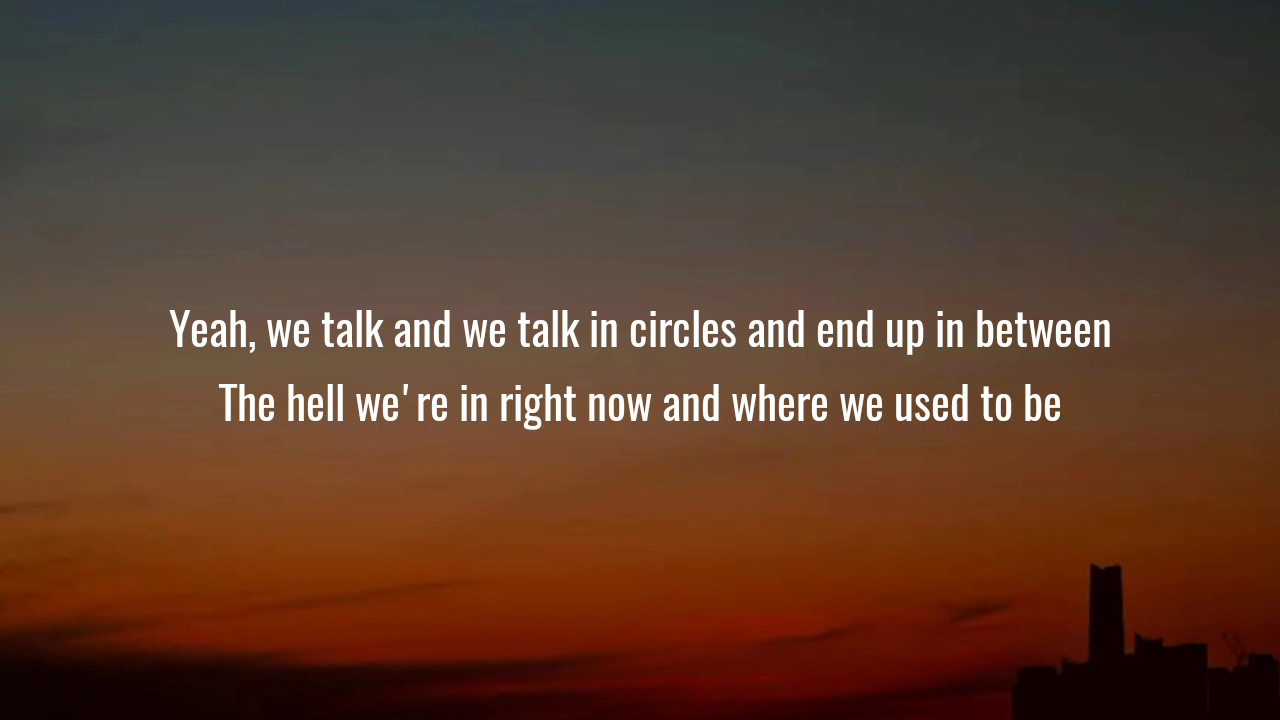 Yeah, we talk and we talk in circles and end up in between
The hell we're in right now and where we used to be